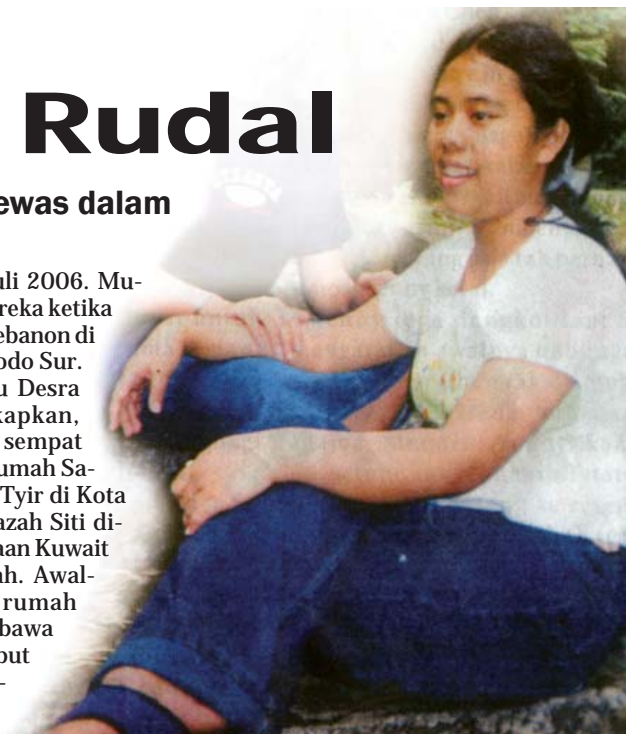 Rudal
ewas dalam
uli 2006. Mu-
reka ketika
ebanon di
odo Sur.
u Desra
kapkan,
sempat
umah Sa-
Tyir di Kota
azah Siti di-
aan Kuwait
ah. Awal-
rumah
bawa
but
-